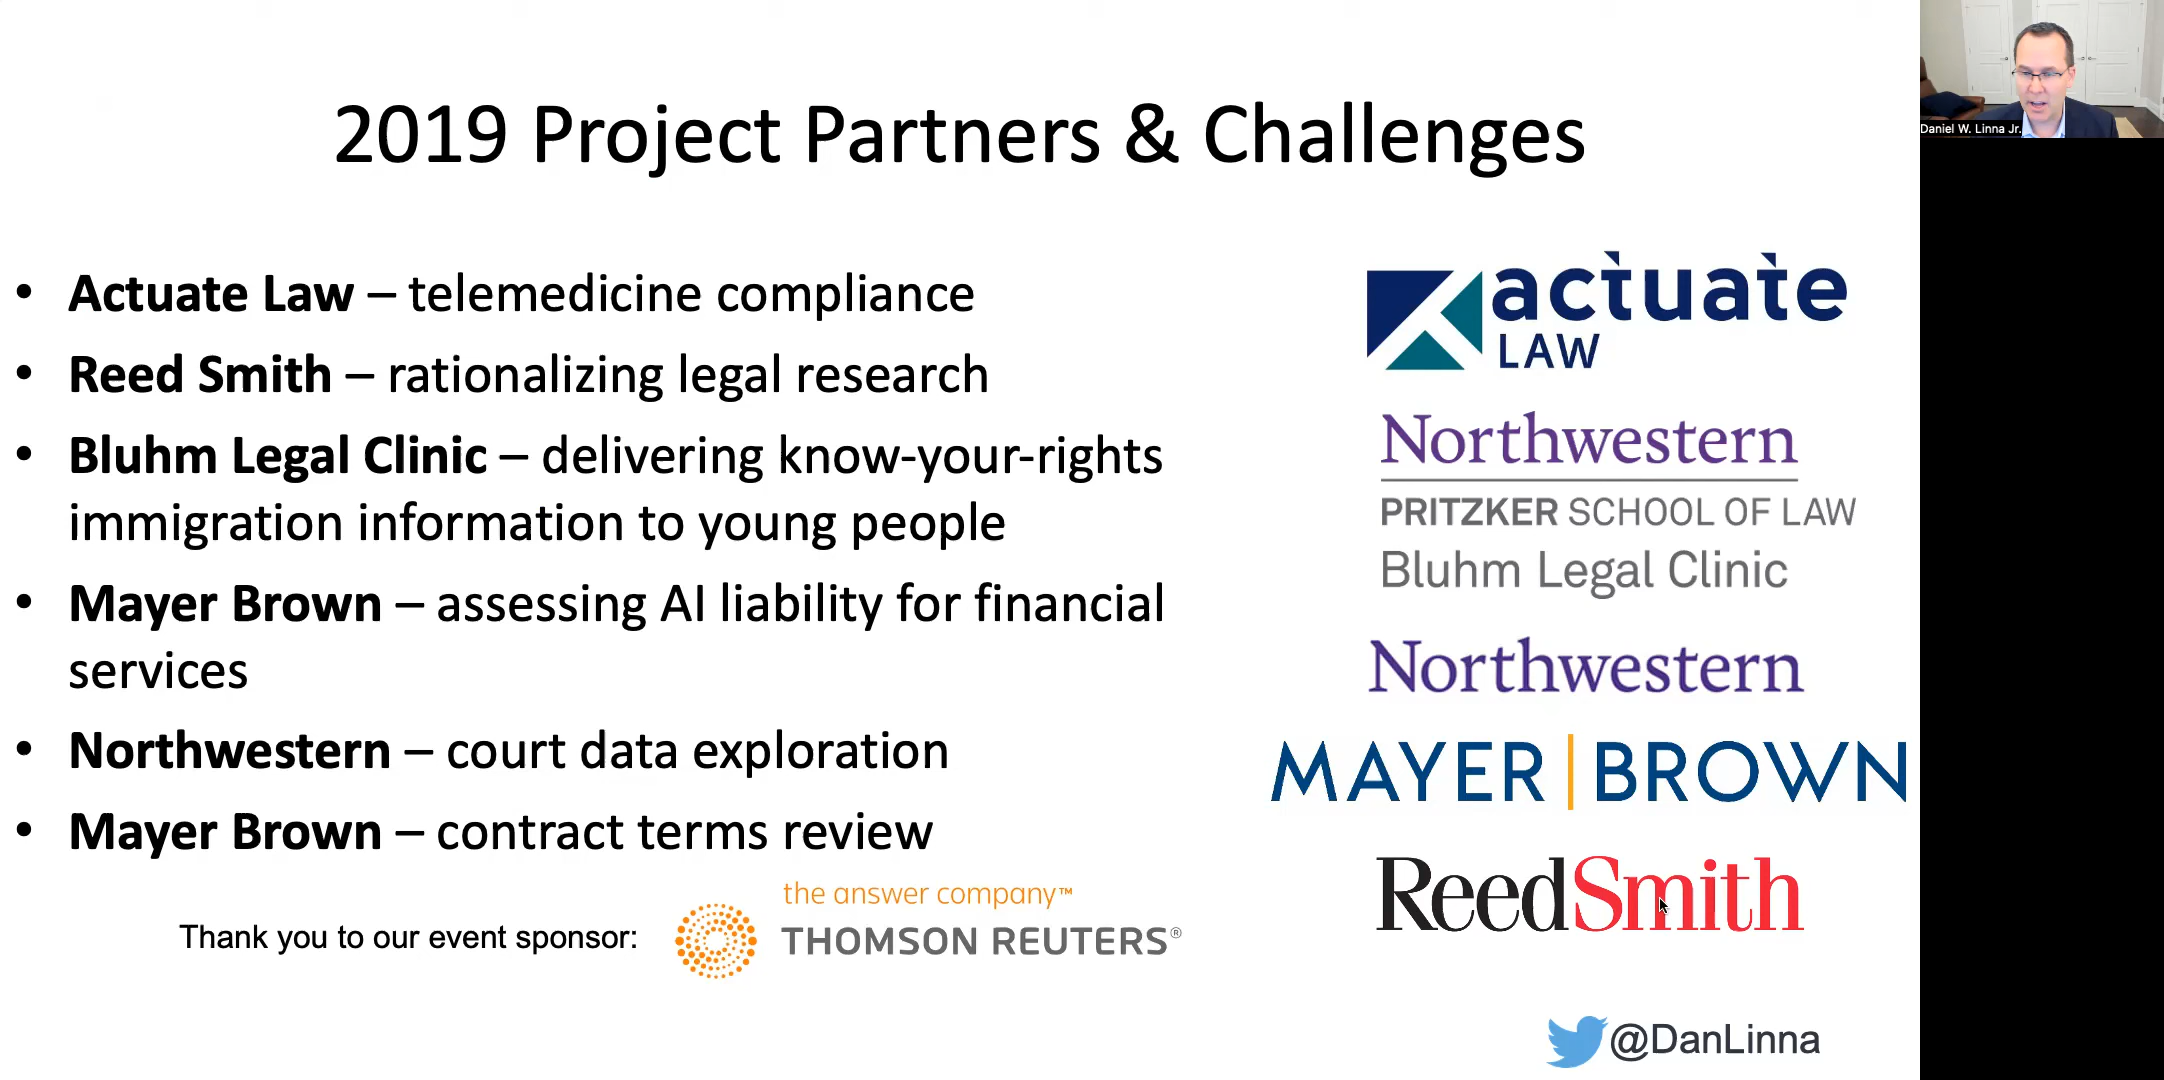 2019 Project Partners & Challenges
• Actuate Law – telemedicine compliance
• Reed Smith – rationalizing legal research
• Bluhm Legal Clinic – delivering know-your-rights
immigration information to young people
• Mayer Brown – assessing AI liability for financial
services
• Northwestern – court data exploration
• Mayer Brown – contract terms review
Thank you to our event sponsor:
the answer company™
THOMSON REUTERS®
actuate
LAW
Northwestern
PRITZKER SCHOOL OF LAW
Bluhm Legal Clinic
Northwestern
MAYER | BROWN
ReedSmith
@DanLinna
Daniel W. Linna Jr.